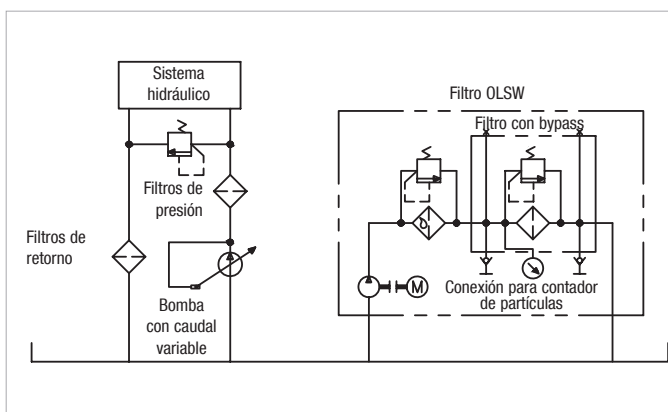 Sistema
hidráulico
Filtros de
presión
Filtros de
retorno
Bomba
con caudal
variable
Filtro OLSW
Filtro con bypass
M
Conexión para contador
de partículas